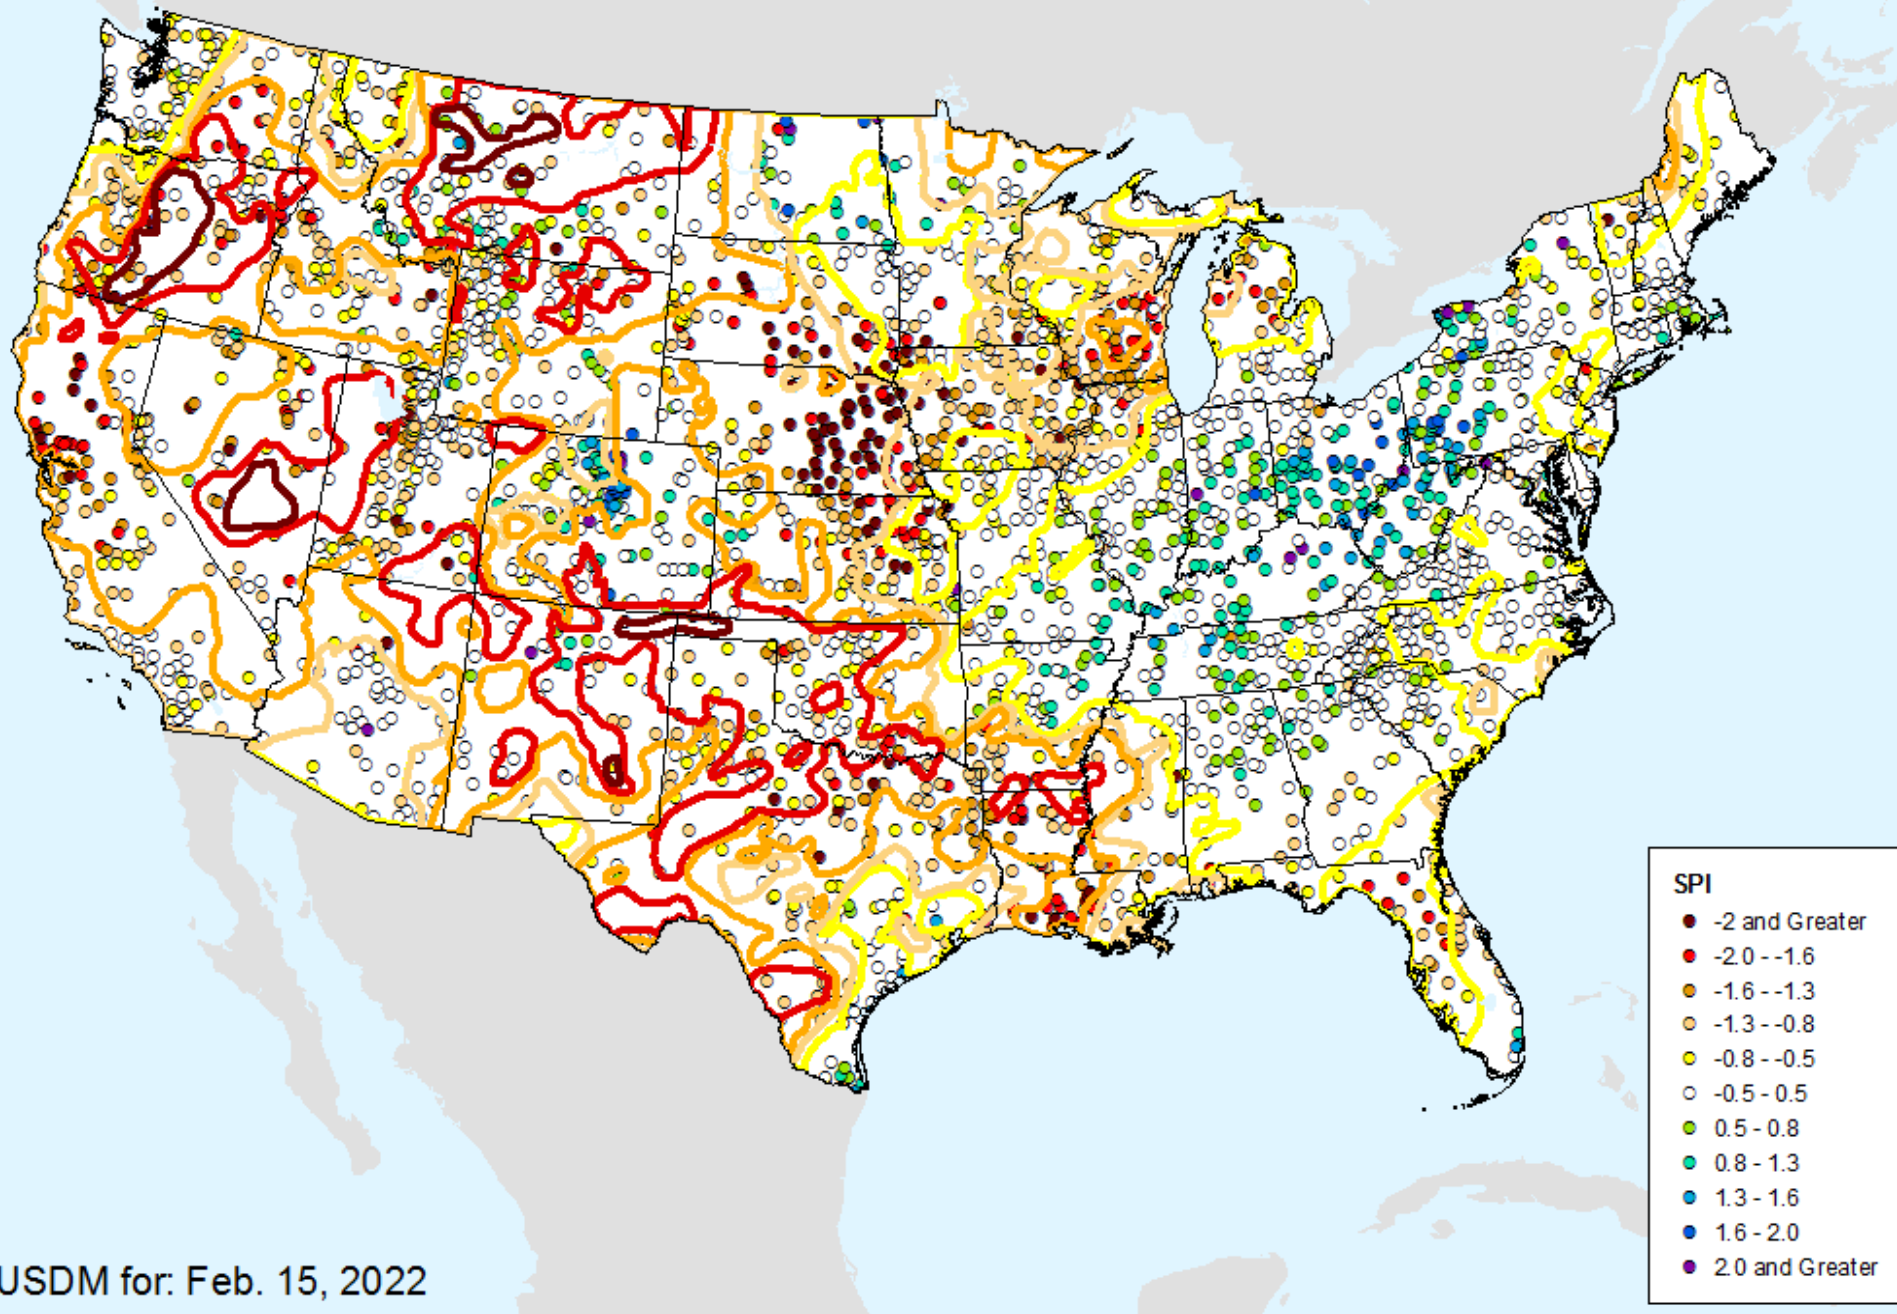 SPI
-2 and Greater
-2.0 - -1.6
-1.6 - -1.3
-1.3 - -0.8
-0.8 - -0.5
-0.5 - 0.5
0.5 - 0.8
0.8 - 1.3
1.3 - 1.6
1.6 - 2.0
2.0 and Greater
USDM for: Feb. 15, 2022